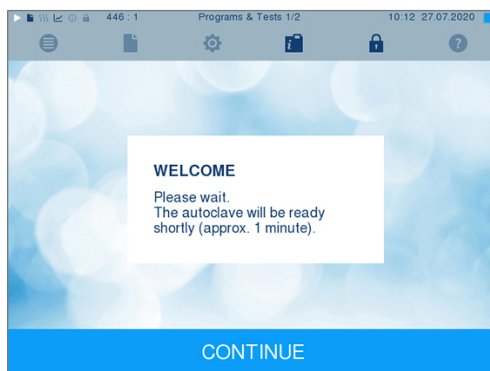 446 : 1 Programs & Tests 1/2 10:12 27.07.2020
i
?
WELCOME
Please wait.
The autoclave will be ready
shortly (approx. 1 minute).
CONTINUE